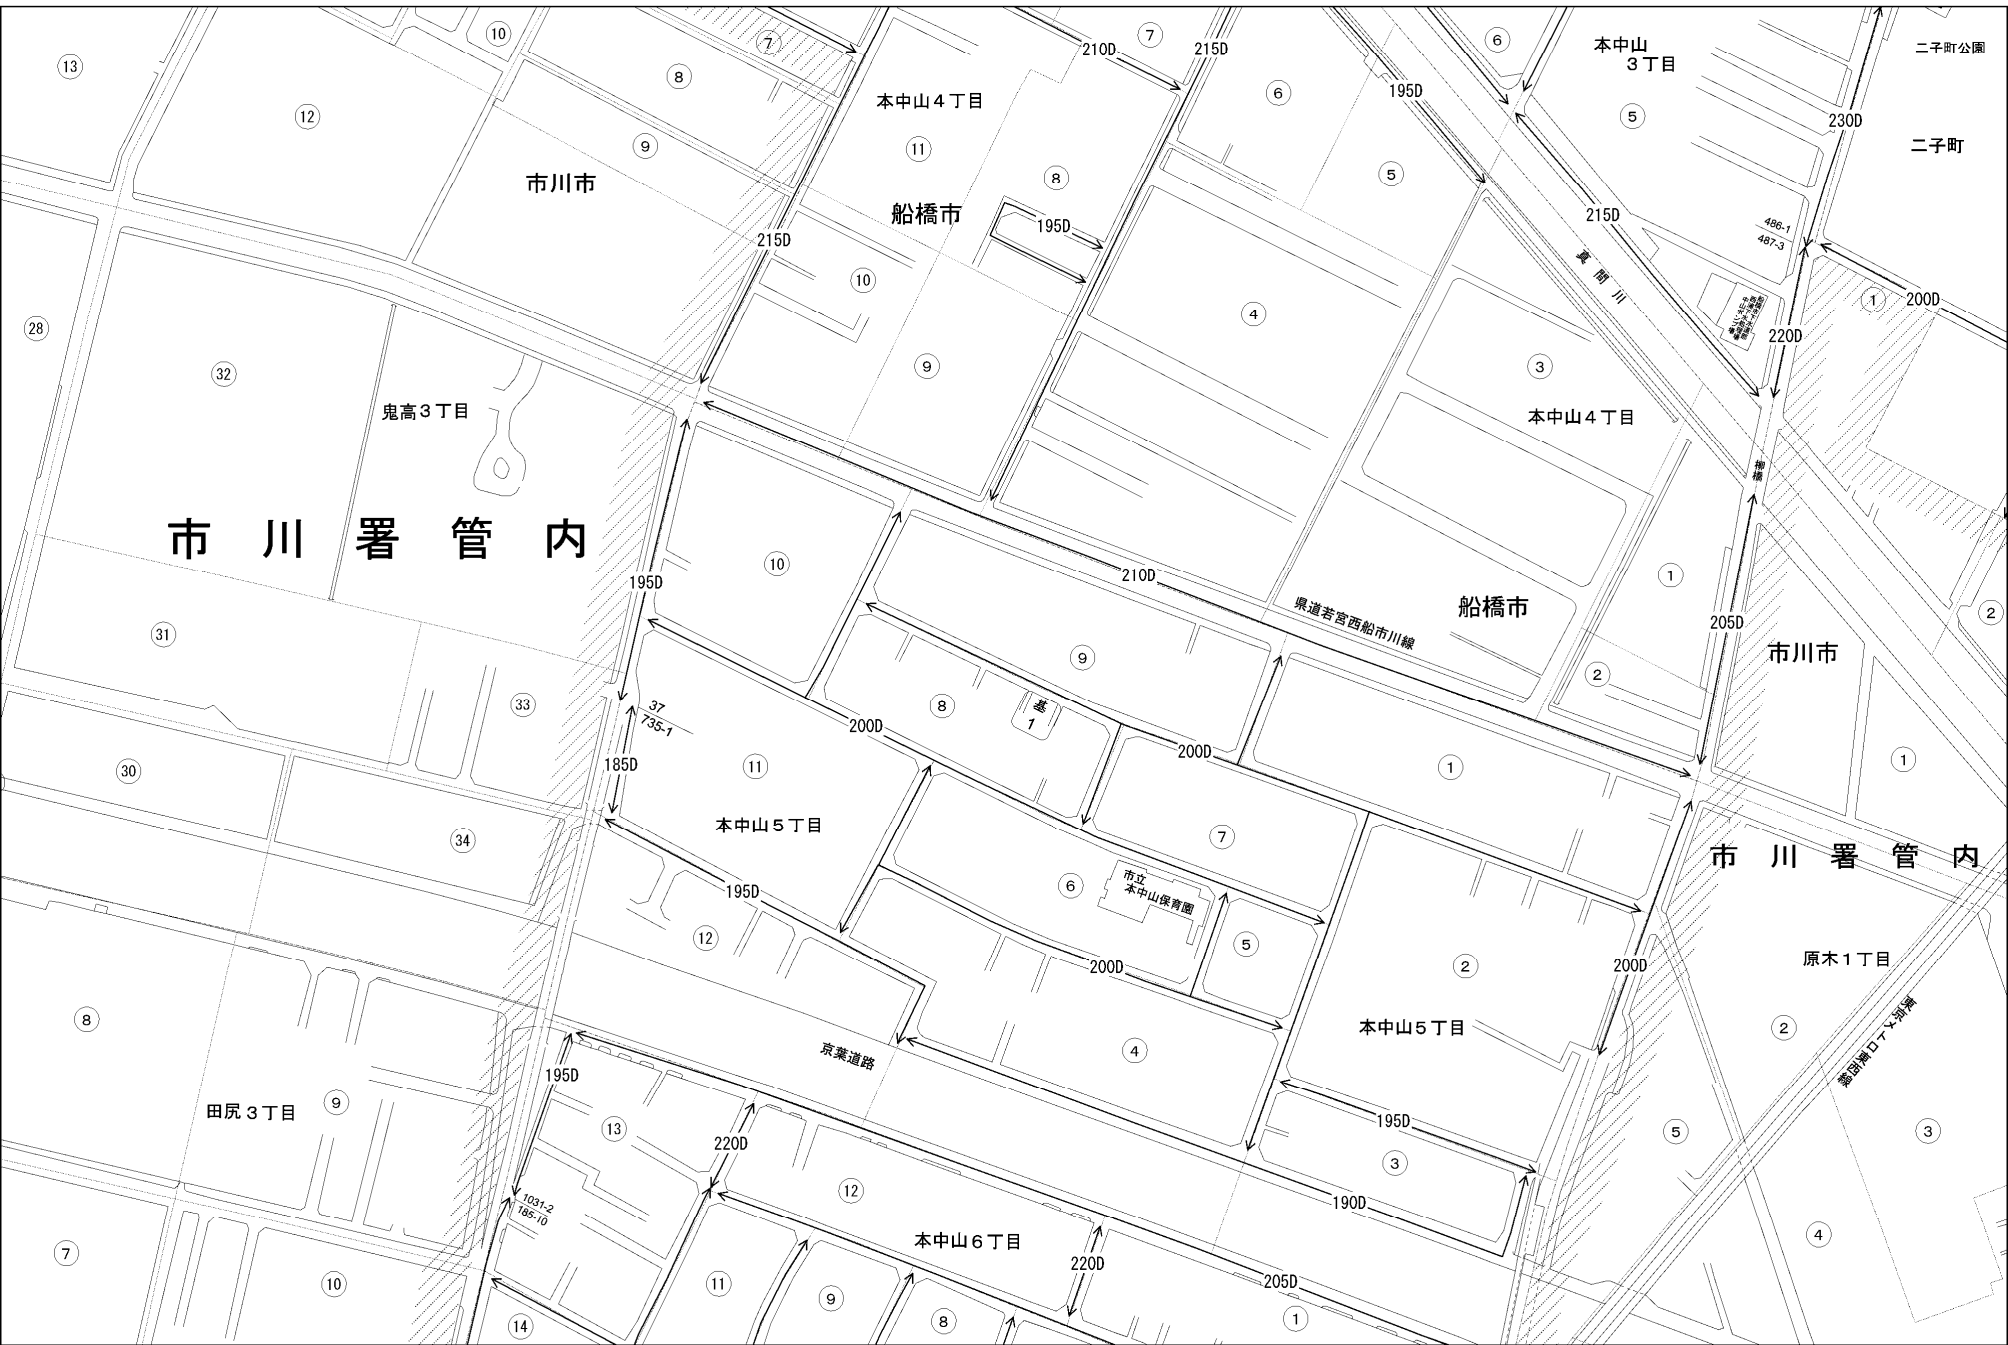 13
12
10
7
8
9
市川市
本中山4丁目
11
船橋市
8
195D
215D
10
9
210D
7
215D
6
5
4
195D
6
本中山
3丁目
5
二子町公園
230D
二子町
215D
486-1
487-3
真間川
1
200D
220D
3
本中山4丁目
柳橋
28
32
鬼高3丁目
市川署管内
195D
10
210D
県道若宮西船市川線
船橋市
1
205D
2
市川市
2
1
31
33
30
34
37
735-1
185D
11
本中山5丁目
200D
8
基
1
9
200D
1
7
6
市立
本中山保育園
5
200D
195D
12
4
2
本中山5丁目
200D
市川署管内
原木1丁目
2
東京メトロ東西線
京葉道路
8
田尻3丁目
9
195D
13
220D
1031-2
185-10
12
本中山6丁目
195D
3
190D
5
3
4
7
10
14
11
9
8
220D
205D
1